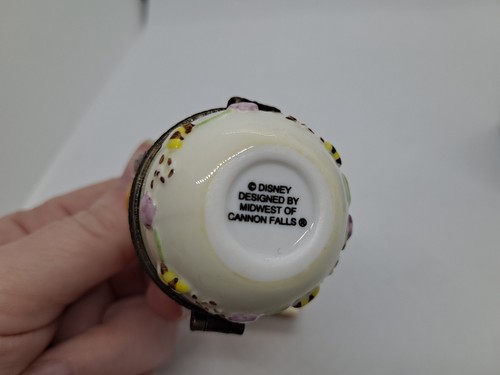 © DISNEY
DESIGNED BY
MIDWEST OF
CANNON FALLS ®